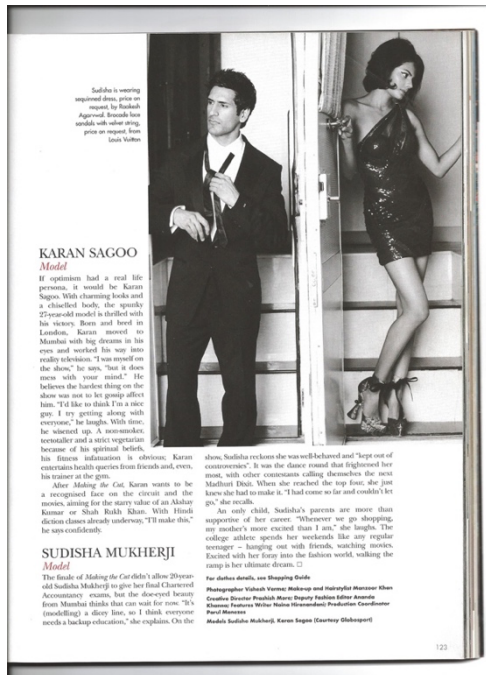 Sudisha is wearing
sequinned dress, price on
request, by Rookesh
Agarwal. Brocade lace
sandals with velvet string,
price on request, from
Louis Vuitton
KARAN SAGOO
Model
If optimism had a real life
persona, it would be Karan
Sagoo. With charming looks and
a chiselled body, the spunky
27-year-old model is thrilled with
his victory. Born and bred in
London, Karan moved to
Mumbai with big dreams in his
eyes and worked his way into
reality television. "I was myself on
the show," he says, "but it does
mess with your mind." He
believes the hardest thing on the
show was not to let gossip affect
him. "I'd like to think I'm a nice
guy. I try getting along with
everyone," he laughs. With time,
he wisened up. A non-smoker,
teetotaller and a strict vegetarian
because of his spiritual beliefs,
his fitness infatuation is obvious; Karan
entertains health queries from friends and, even,
his trainer at the gym.
After Making the Cut, Karan wants to be
a recognised face on the circuit and the
movies, aiming for the starry value of an Akshay
Kumar or Shah Rukh Khan. With Hindi
diction classes already underway, "I'll make this,"
he says confidently.
SUDISHA MUKHERJI
Model
The finale of Making the Cut didn't allow 20-year-
old Sudisha Mukherji to give her final Chartered
Accountancy exams, but the doe-eyed beauty
from Mumbai thinks that can wait for now. "It's
(modelling) a dicey line, so I think everyone
needs a backup education," she explains. On the
show, Sudisha reckons she was well-behaved and "kept out of
controversies". It was the dance round that frightened her
most, with other contestants calling themselves the next
Madhuri Dixit. When she reached the top four, she just
knew she had to make it. "I had come so far and couldn't let
go," she recalls.
An only child, Sudisha's parents are more than
supportive of her career. "Whenever we go shopping,
my mother's more excited than I am," she laughs. The
college athlete spends her weekends like any regular
teenager – hanging out with friends, watching movies.
Excited with her foray into the fashion world, walking the
ramp is her ultimate dream. □
For clothes details, see Shopping Guide
Photographer Vishesh Verma; Make-up and Hairstylist Manzoor Khan
Creative Director Prashish More; Deputy Fashion Editor Ananda
Khanna; Features Writer Naina Hiranandani; Production Coordinator
Parul Menezes
Models Sudisha Mukherji, Karan Sagoo (Courtesy Glabosport)
123